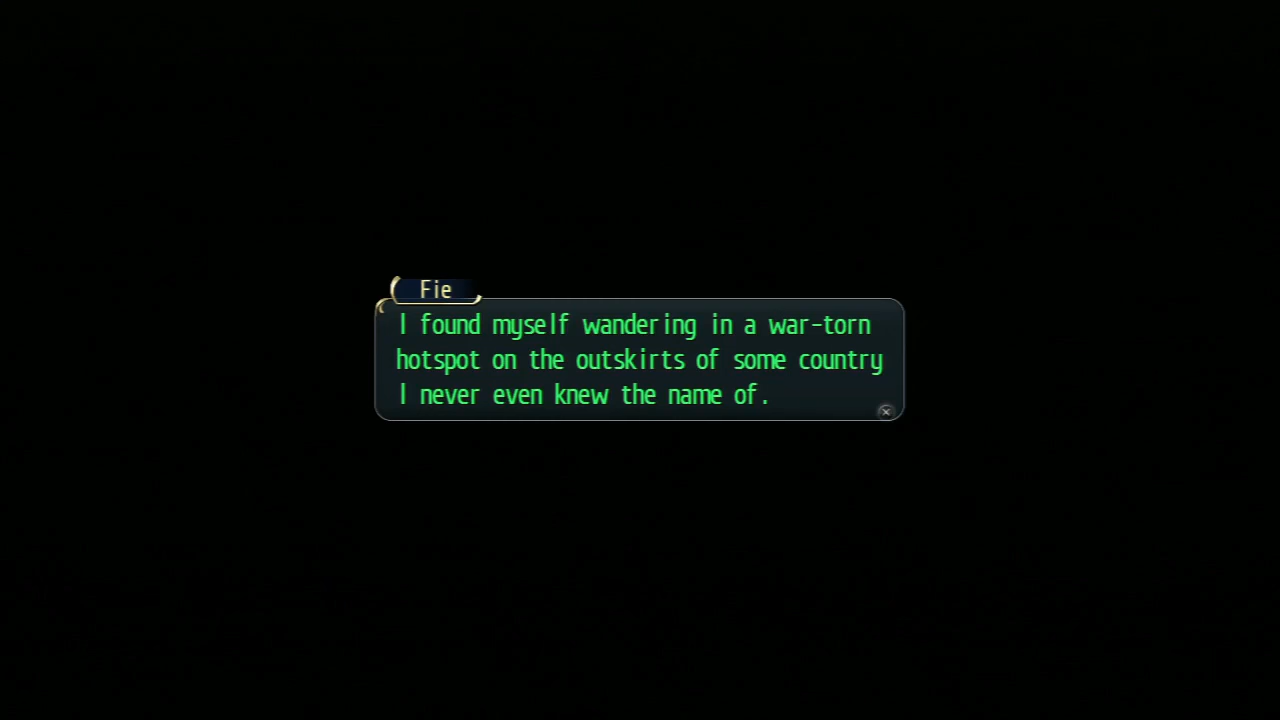 Fie
I found myself wandering in a war-torn
hotspot on the outskirts of some country
I never even knew the name of.